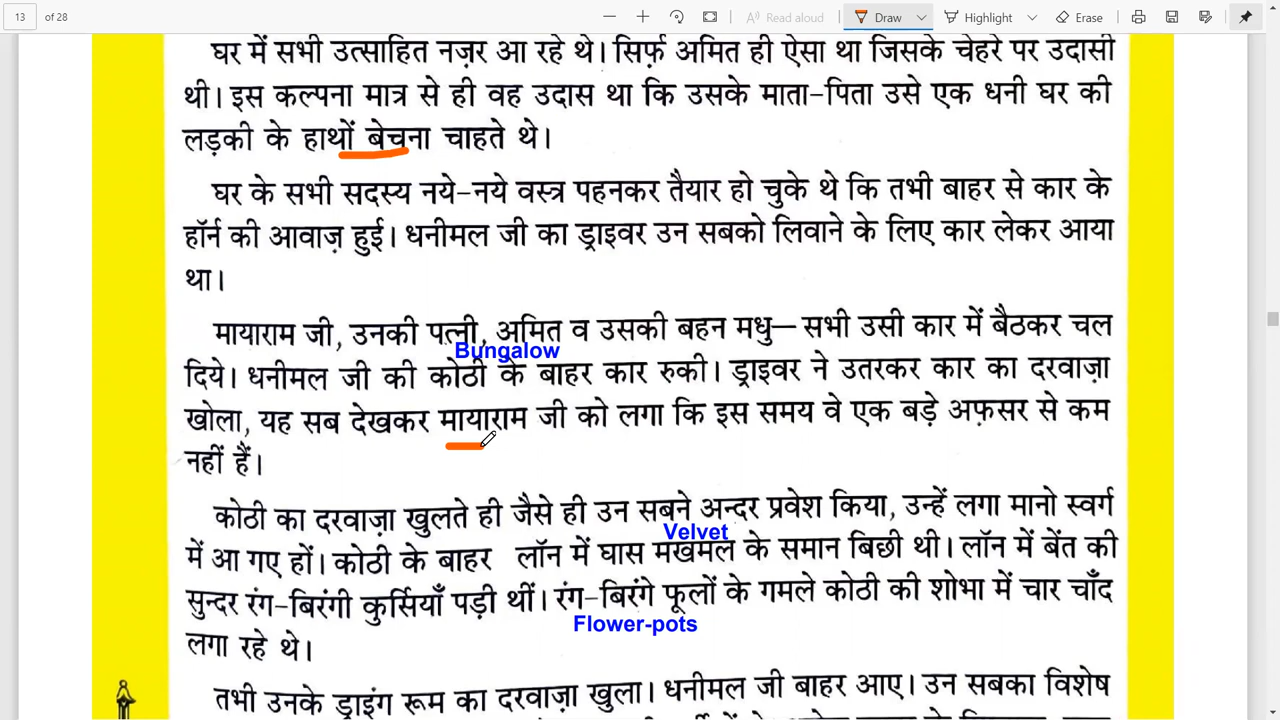 13 of 28 Read aloud Draw Highlight Erase
घर में सभी उत्साहित नज़र आ रहे थे। सिर्फ़ अमित ही ऐसा था जिसके चेहरे पर उदासी
थी। इस कल्पना मात्र से ही वह उदास था कि उसके माता-पिता उसे एक धनी घर की
लड़की के हाथों बेचना चाहते थे।
घर के सभी सदस्य नये-नये वस्त्र पहनकर तैयार हो चुके थे कि तभी बाहर से कार के
हॉर्न की आवाज़ हुई। धनीमल जी का ड्राइवर उन सबको लिवाने के लिए कार लेकर आया
था।
मायाराम जी, उनकी पत्नी, अमित व उसकी बहन मधु— सभी उसी कार में बैठकर चल
Bungalow
दिये। धनीमल जी की कोठी के बाहर कार रुकी। ड्राइवर ने उतरकर कार का दरवाज़ा
खोला, यह सब देखकर मायाराम जी को लगा कि इस समय वे एक बड़े अफ़सर से कम
नहीं हैं।
कोठी का दरवाज़ा खुलते ही जैसे ही उन सबने अन्दर प्रवेश किया, उन्हें लगा मानो स्वर्ग
Velvet
में आ गए हों। कोठी के बाहर लॉन में घास मखमल के समान बिछी थी। लॉन में बेंत की
सुन्दर रंग-बिरंगी कुर्सियाँ पड़ी थीं। रंग-बिरंगे फूलों के गमले कोठी की शोभा में चार चाँद
Flower-pots
लगा रहे थे।
तभी उनके ड्राइंग रूम का दरवाज़ा खुला। धनीमल जी बाहर आए। उन सबका विशेष